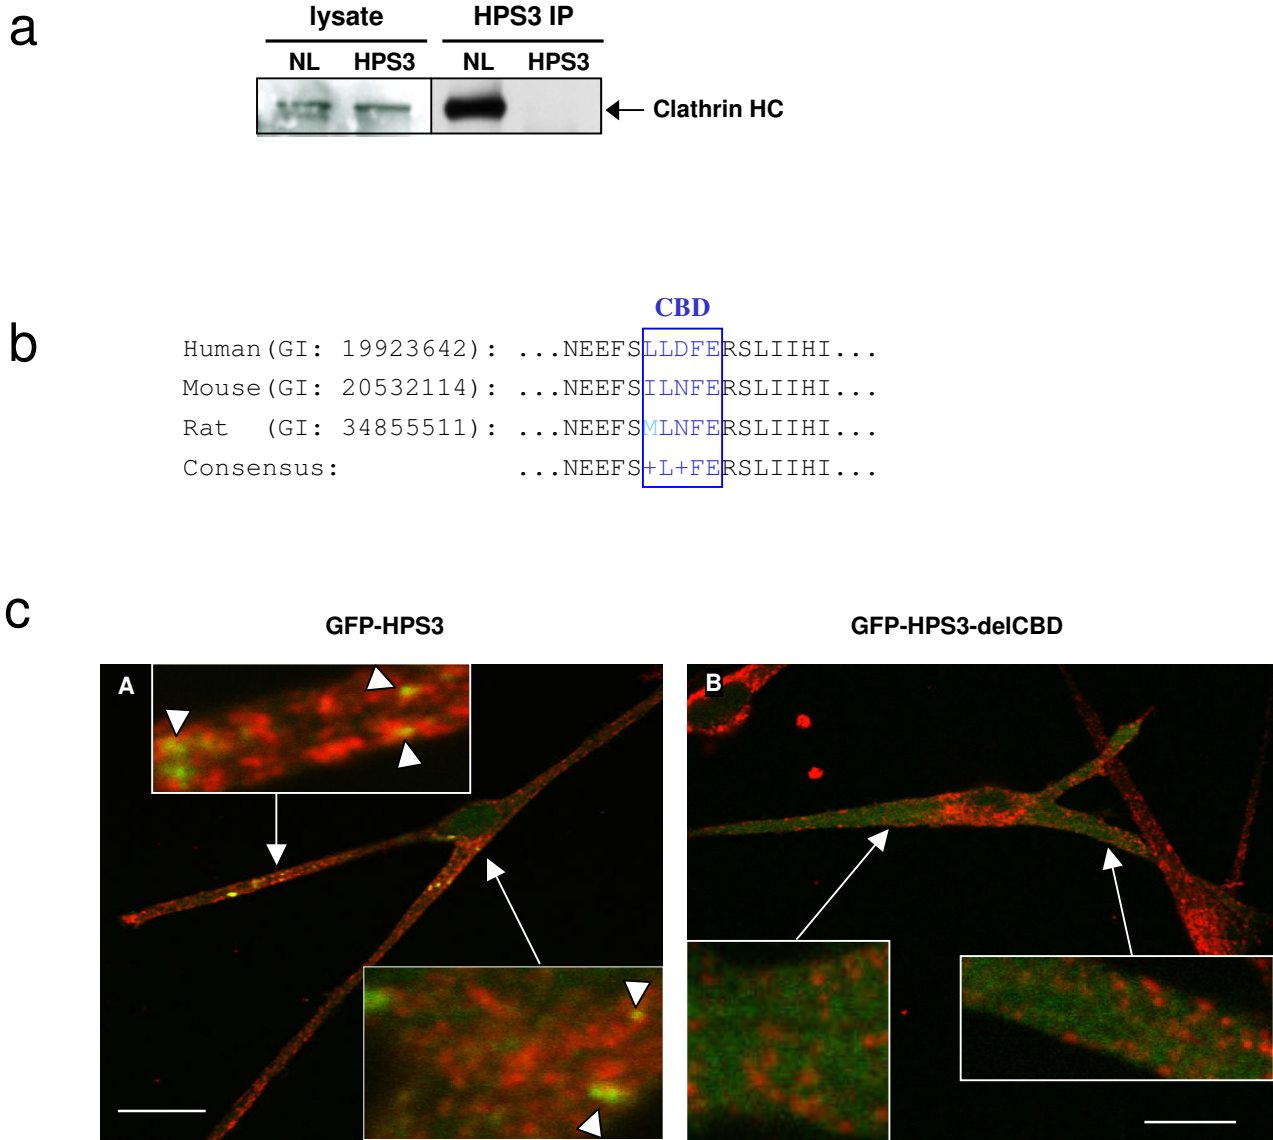 a
lysate HPS3 IP
NL HPS3 NL HPS3
Clathrin HC
b
CBD
Human(GI: 19923642): ...NEEFSLLDFERSLIIHI...
Mouse(GI: 20532114): ...NEEFSILNFERSLIIHI...
Rat (GI: 34855511): ...NEEFSMLNFERSLIIHI...
Consensus: ...NEEFS+L+FERSLIIHI...
c
GFP-HPS3 GFP-HPS3-delCBD
A B